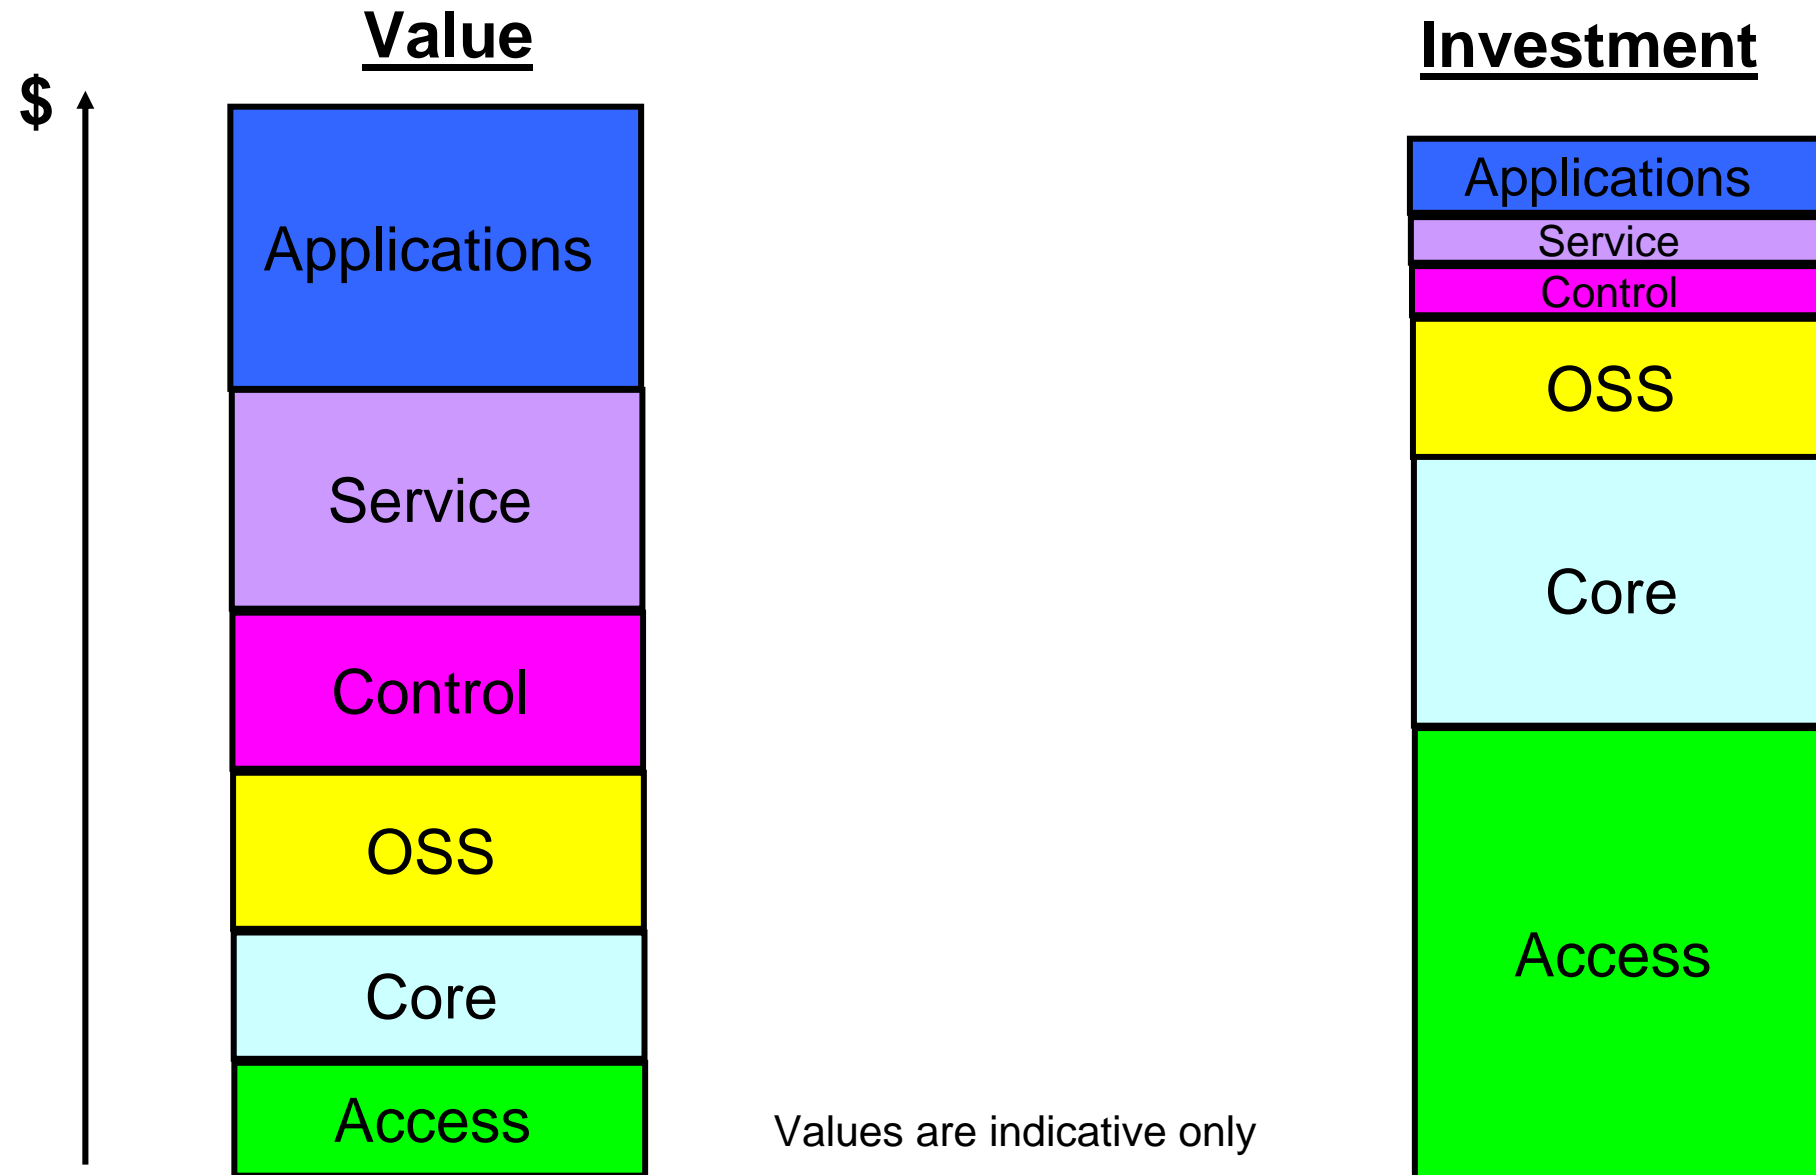 Value
Investment
$
Applications
Service
Control
OSS
Core
Access
Applications
Service
Control
OSS
Core
Access
Values are indicative only